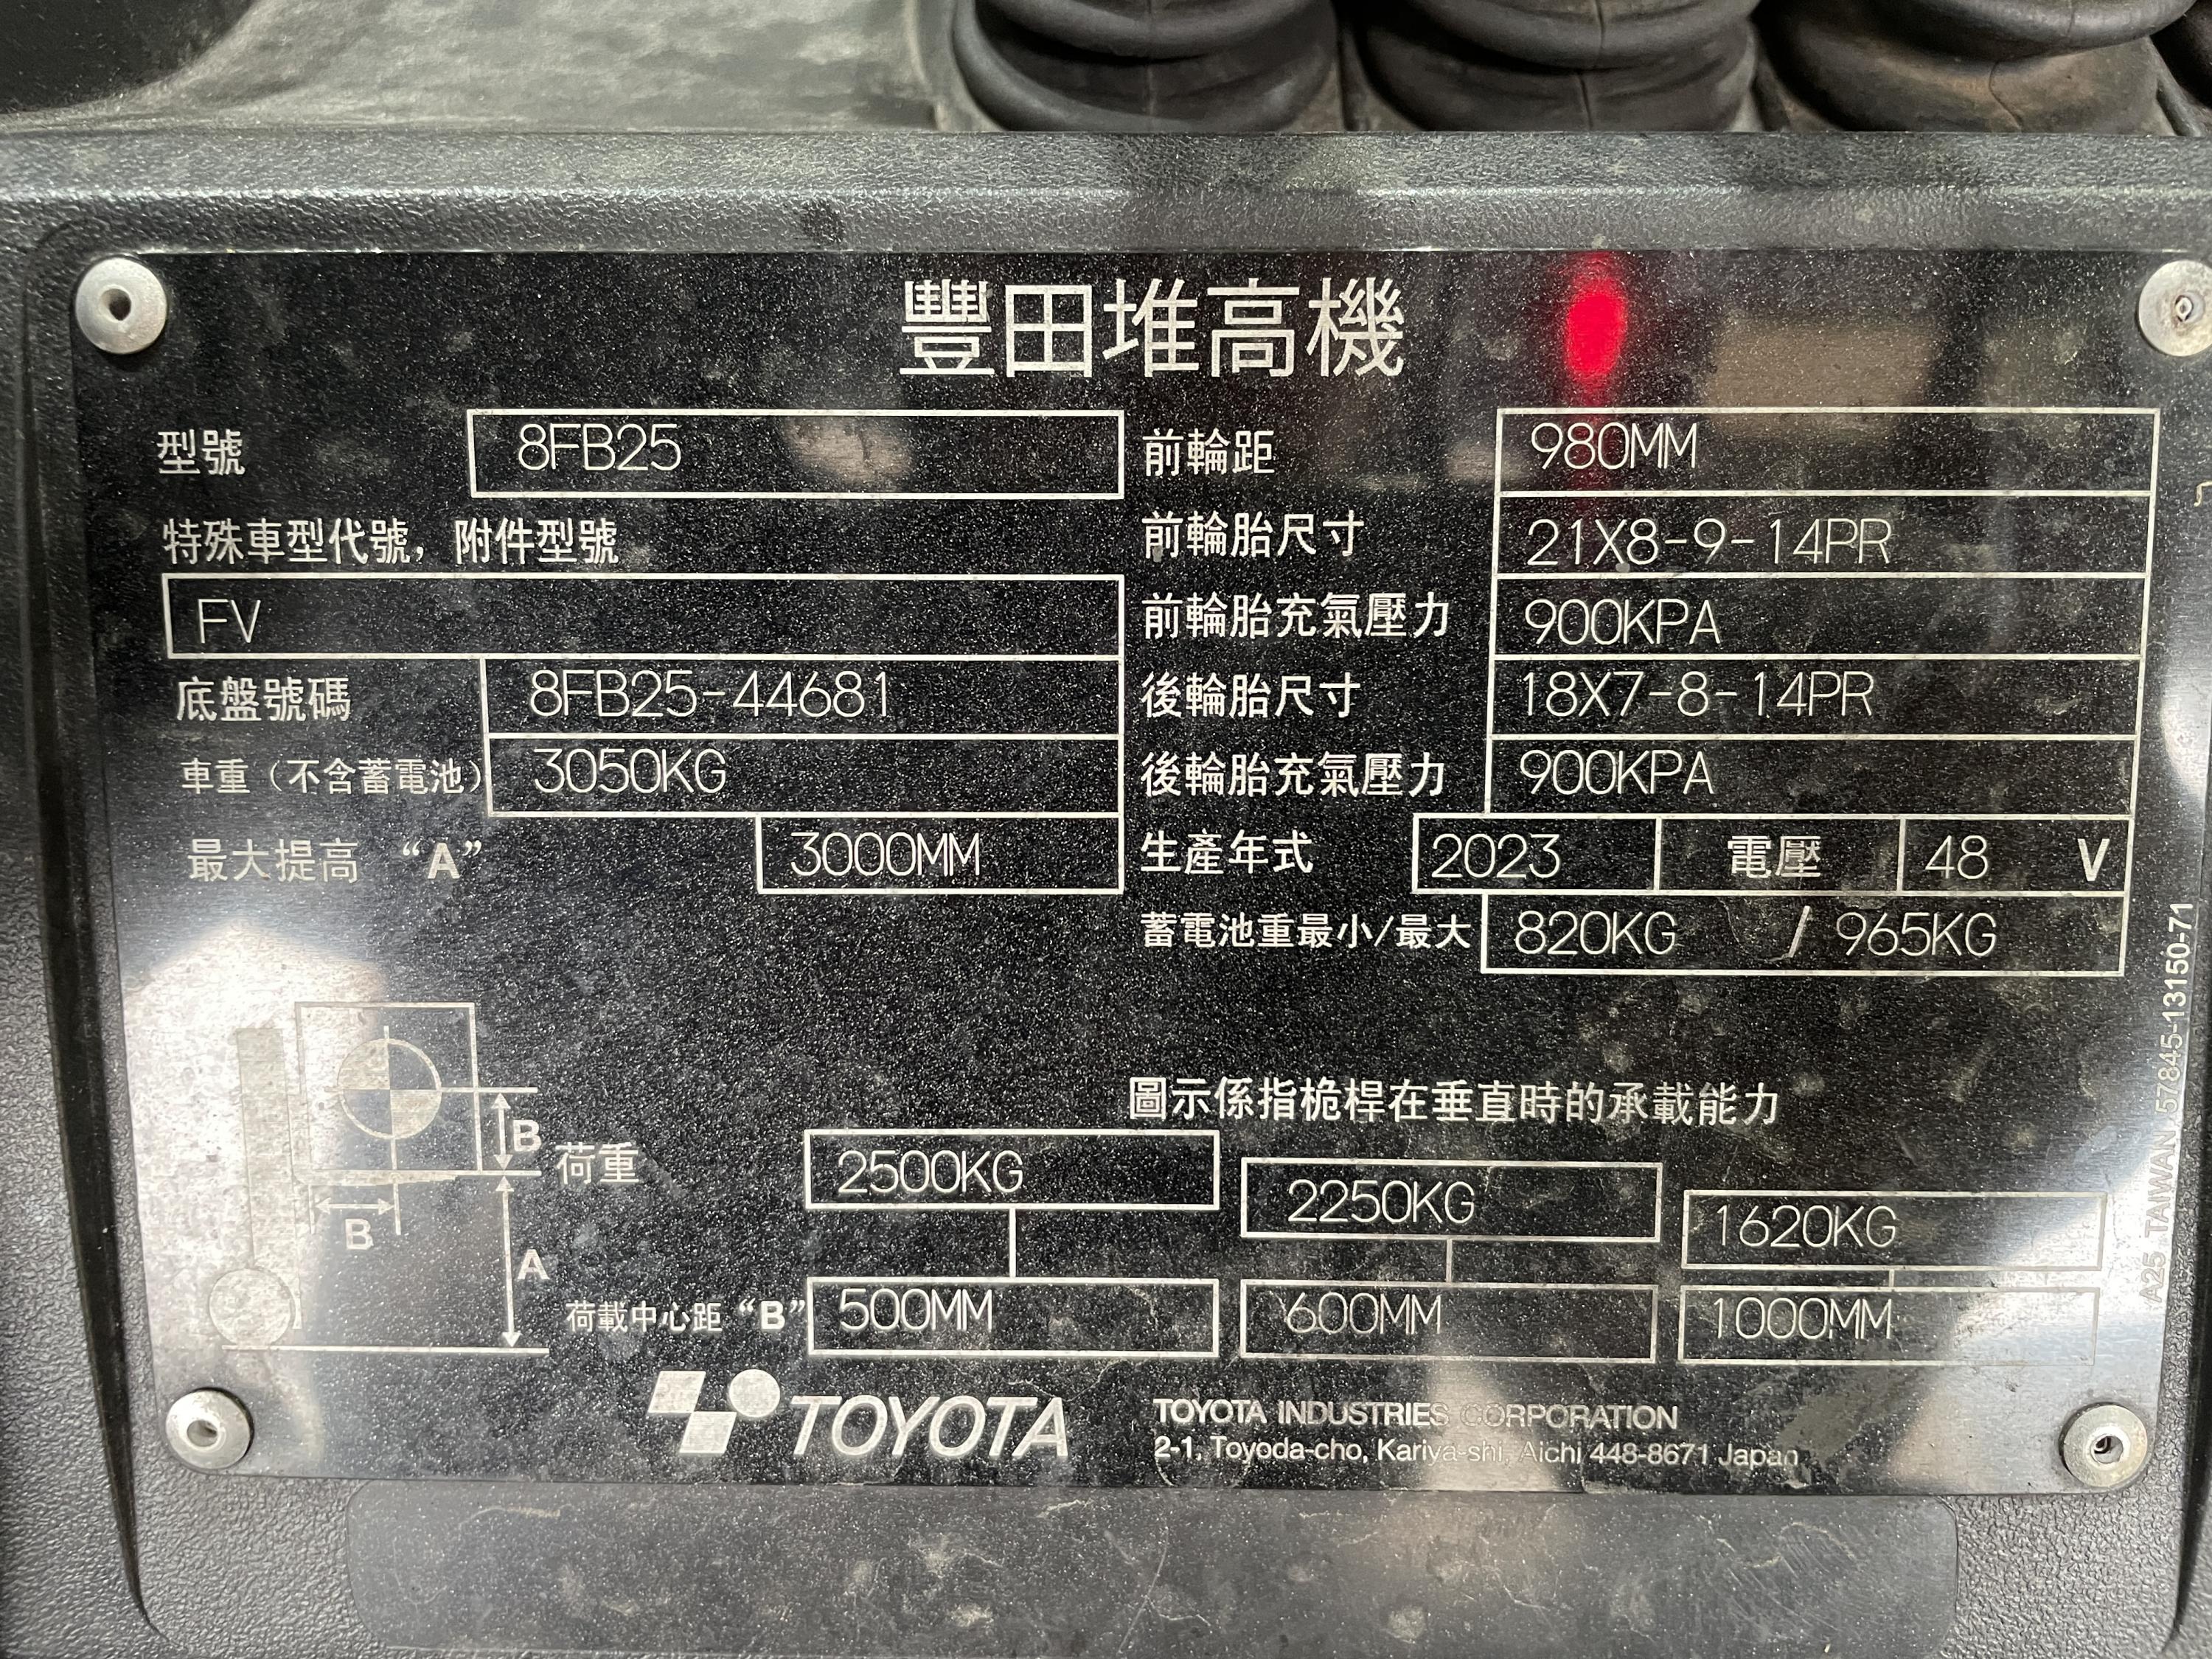 豐田堆高機
型號 8FB25
特殊車型代號，附件型號
FV
底盤號碼 8FB25-44681
車重（不含蓄電池） 3050KG
最大提高 “A” 3000MM
前輪距 980MM
前輪胎尺寸 21X8-9-14PR
前輪胎充氣壓力 900KPA
後輪胎尺寸 18X7-8-14PR
後輪胎充氣壓力 900KPA
生產年式 2023 電壓 48 V
蓄電池重最小/最大 820KG / 965KG
圖示係指桅桿在垂直時的承載能力
B
B
A
荷重 2500KG 2250KG 1620KG
荷載中心距 “B” 500MM 600MM 1000MM
TOYOTA
TOYOTA INDUSTRIES CORPORATION
2-1, Toyoda-cho, Kariya-shi, Aichi 448-8671 Japan
A25 TAIWAN 57845-13150-71